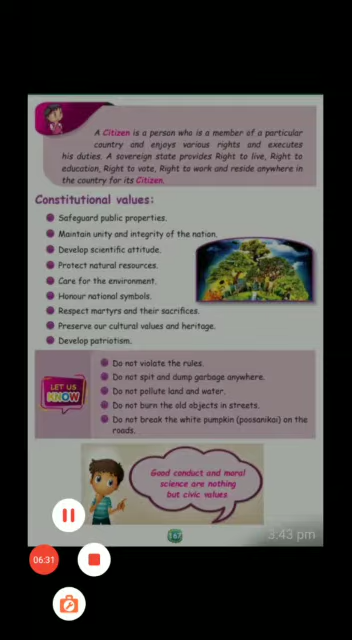 A Citizen is a person who is a member of a particular
country and enjoys various rights and executes
his duties. A sovereign state provides Right to live, Right to
education, Right to vote, Right to work and reside anywhere in
the country for its Citizen.
Constitutional values:
Safeguard public properties.
Maintain unity and integrity of the nation.
Develop scientific attitude.
Protect natural resources.
Care for the environment.
Honour national symbols.
Respect martyrs and their sacrifices.
Preserve our cultural values and heritage.
Develop patriotism.
LET US
KNOW
Do not violate the rules.
Do not spit and dump garbage anywhere.
Do not pollute land and water.
Do not burn the old objects in streets.
Do not break the white pumpkin (poosanikai) on the
roads.
Good conduct and moral
science are nothing
but civic values
167
3:43 pm
06:31